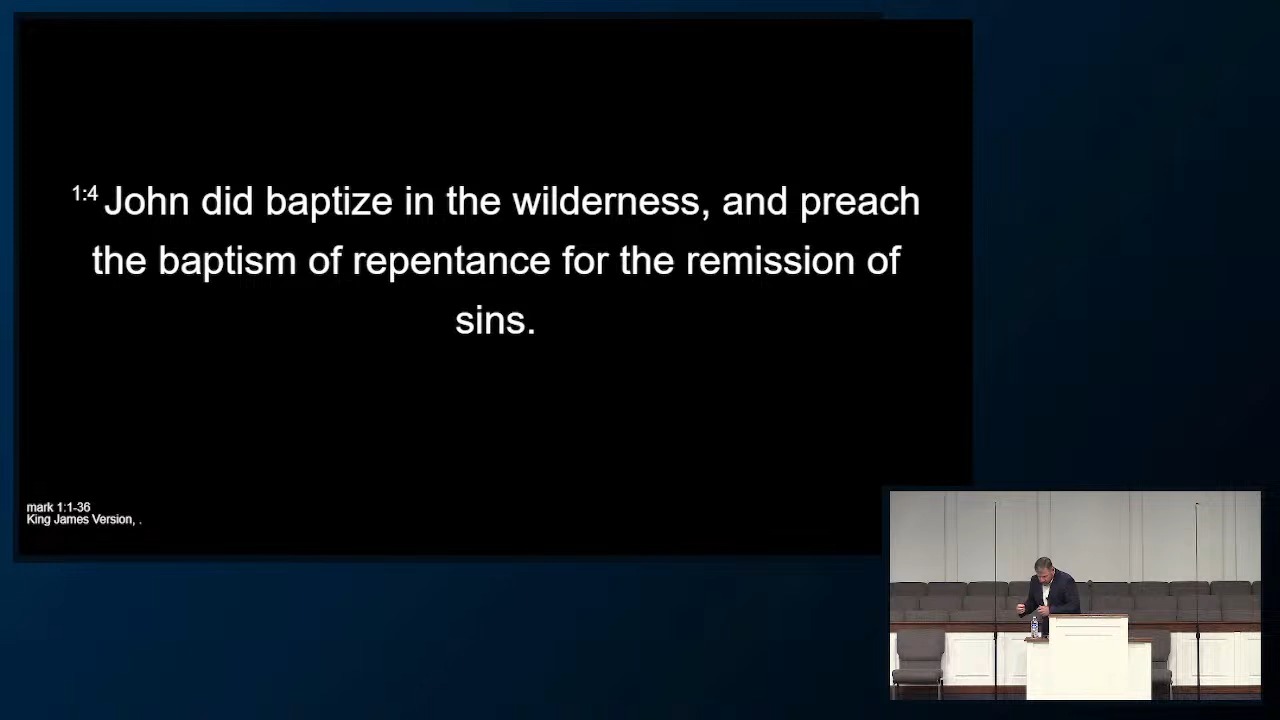 1:4 John did baptize in the wilderness, and preach
the baptism of repentance for the remission of
sins.
mark 1:1-36
King James Version, .